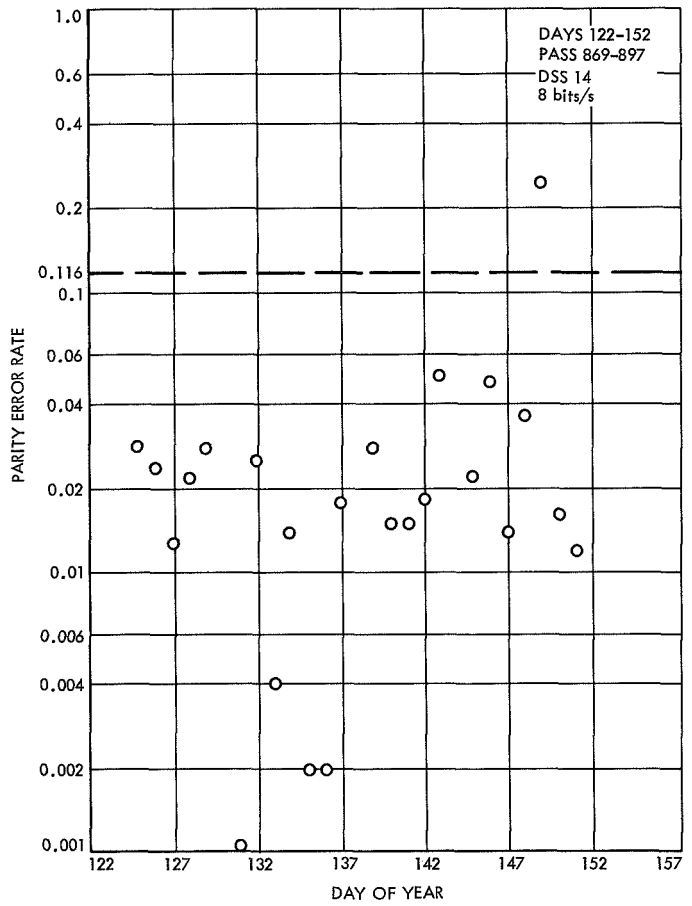 DAYS 122-152
PASS 869-897
DSS 14
8 bits/s
1.0
0.6
0.4
0.2
0.116
0.1
0.06
0.04
0.02
0.01
0.006
0.004
0.002
0.001
PARITY ERROR RATE
122 127 132 137 142 147 152 157
DAY OF YEAR